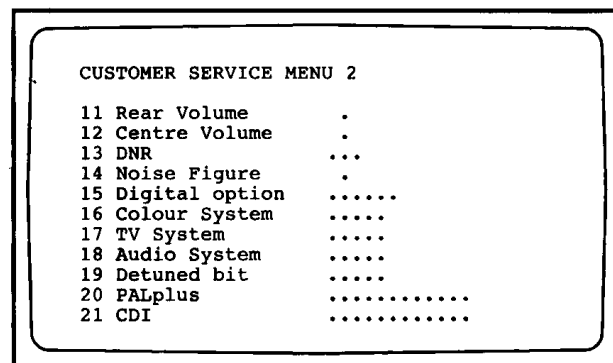 CUSTOMER SERVICE MENU 2
11 Rear Volume .
12 Centre Volume .
13 DNR ...
14 Noise Figure .
15 Digital option ......
16 Colour System .....
17 TV System .....
18 Audio System .....
19 Detuned bit .....
20 PALplus ............
21 CDI ............